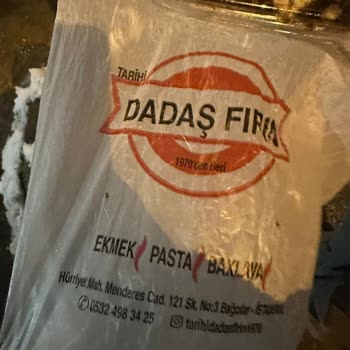 TARİHİ
DADAŞ FIRIN
1970'den Beri
EKMEK PASTA BAKLAVA
Hürriyet Mah. Menderes Cad. 121 Sk. No:3 Bağcılar - İSTANBUL
0532 498 34 25 tarihidadasfirin1970